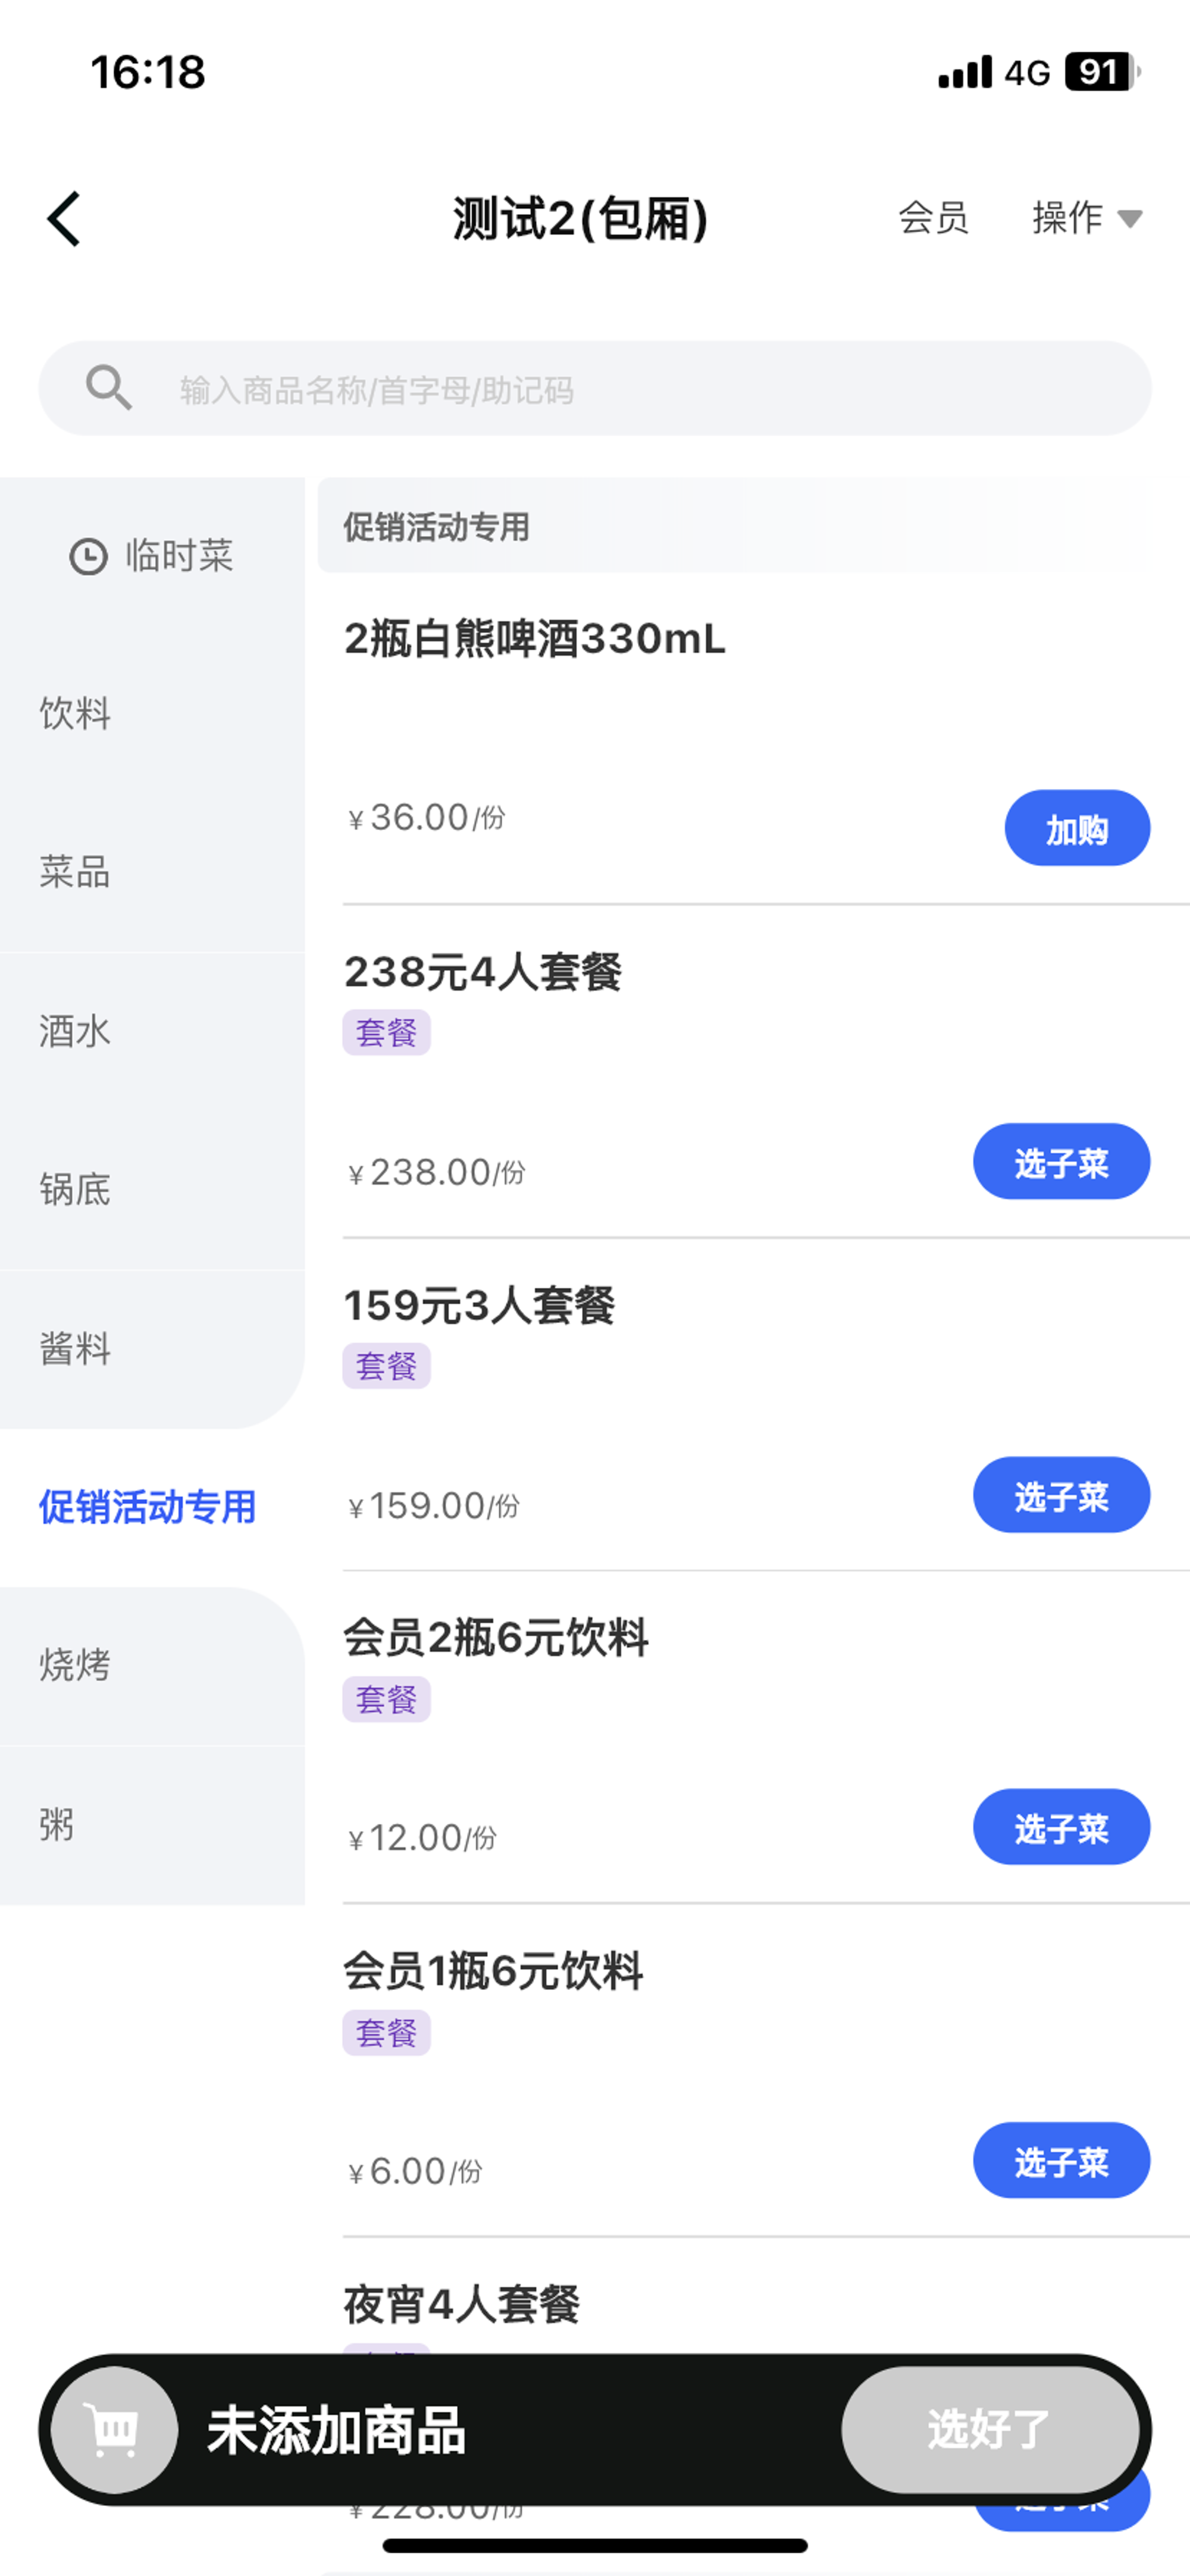 16:18
4G 91
测试2(包厢)
会员
操作
输入商品名称/首字母/助记码
临时菜
饮料
菜品
酒水
锅底
酱料
促销活动专用
烧烤
粥
促销活动专用
2瓶白熊啤酒330mL
¥36.00/份
加购
238元4人套餐
套餐
¥238.00/份
选子菜
159元3人套餐
套餐
¥159.00/份
选子菜
会员2瓶6元饮料
套餐
¥12.00/份
选子菜
会员1瓶6元饮料
套餐
¥6.00/份
选子菜
夜宵4人套餐
未添加商品
选好了
¥228.00/份
选子菜